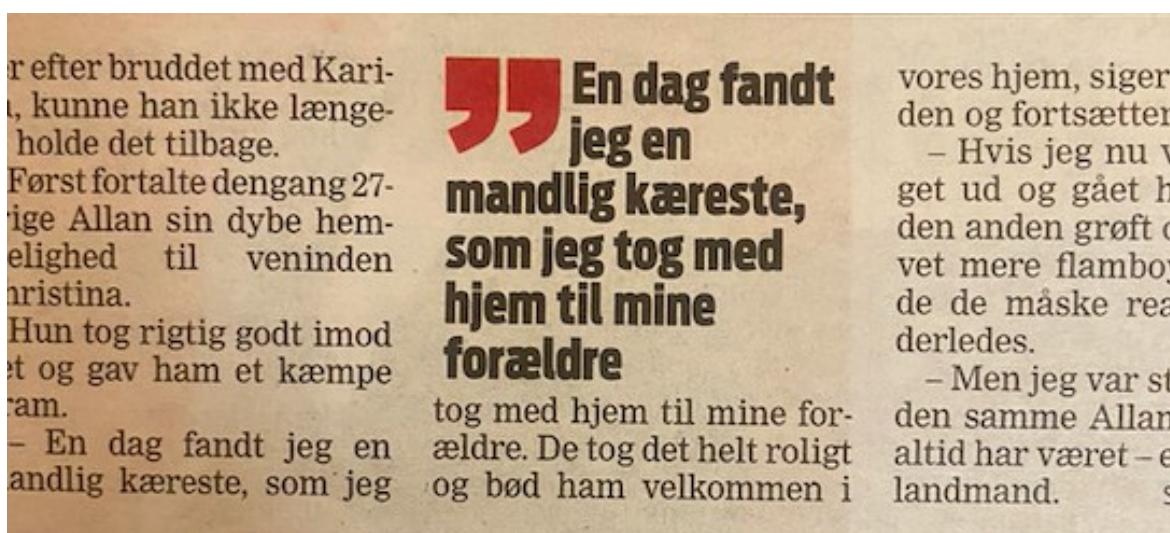 efter bruddet med Kari-
kunne han ikke længe-
holde det tilbage.
Først fortalte dengang 27-
Allan sin dybe hem-
elighed til veninden
Hun tog rigtig godt imod
og gav ham et kæmpe
– En dag fandt jeg en
kæreste, som jeg
” En dag fandt
jeg en
mandlig kæreste,
som jeg tog med
hjem til mine
forældre
tog med hjem til mine for-
ældre. De tog det helt roligt
og bød ham velkommen i
vores hjem, siger
den og fortsætter
– Hvis jeg nu
get ud og gået
den anden grøft
vet mere
de de måske
derledes.
– Men jeg var
den samme Allan
altid har været –
landmand.